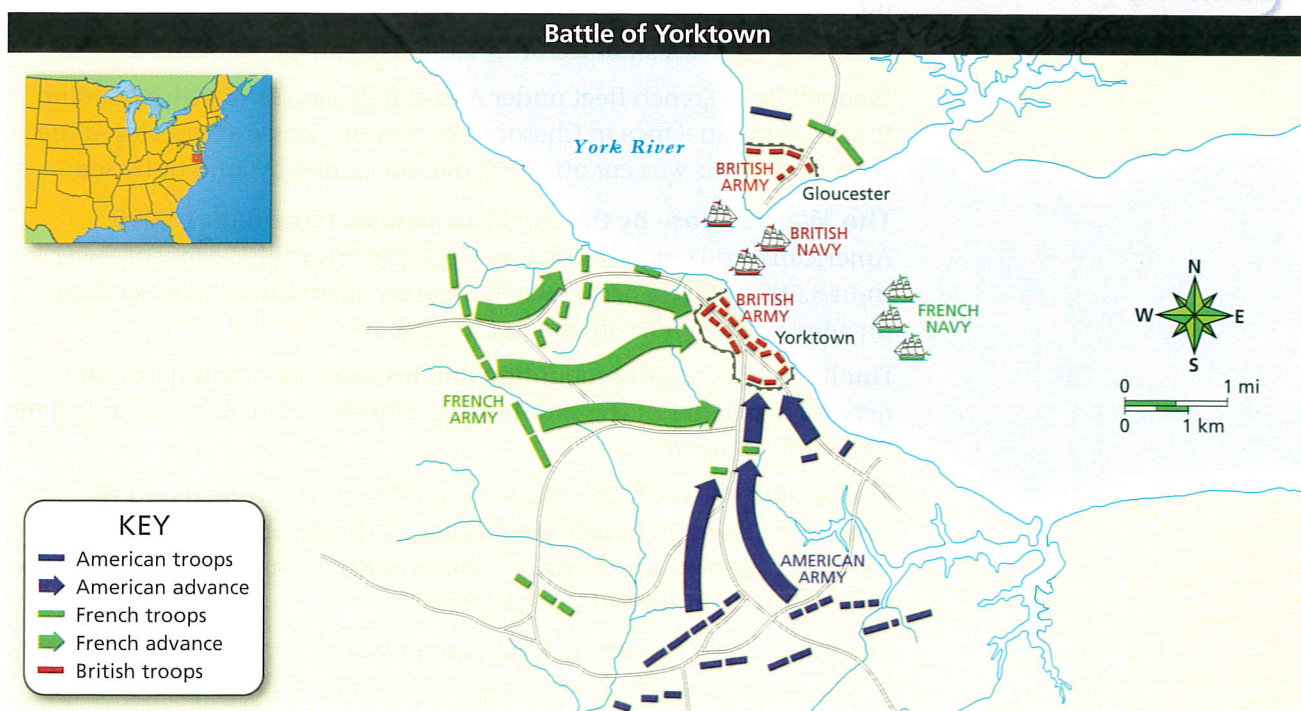 Battle of Yorktown
York River
BRITISH
ARMY
Gloucester
BRITISH
NAVY
BRITISH
ARMY
Yorktown
FRENCH
NAVY
FRENCH
ARMY
AMERICAN
ARMY
N
W
E
S
0 1 mi
0 1 km
KEY
American troops
American advance
French troops
French advance
British troops